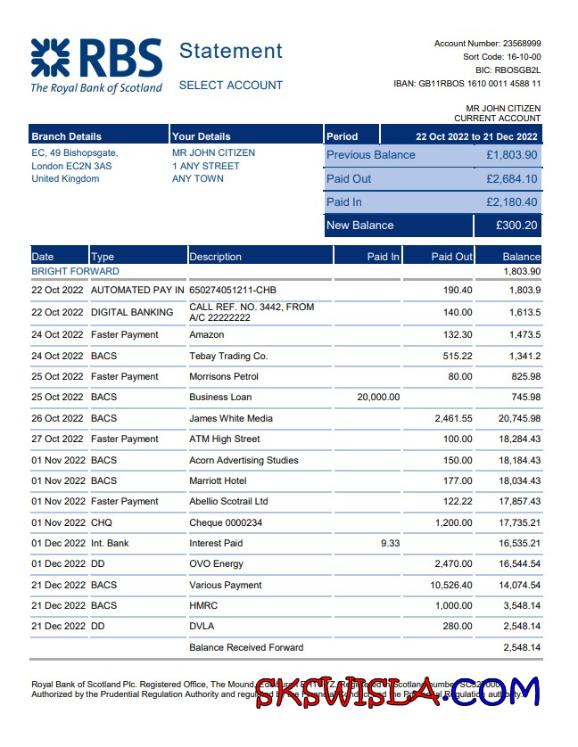 RBS
The Royal Bank of Scotland
Statement
SELECT ACCOUNT
Account Number: 23568999
Sort Code: 16-10-00
BIC: RBOSGB2L
IBAN: GB11RBOS 1610 0011 4588 11
MR JOHN CITIZEN
CURRENT ACCOUNT
Branch Details Your Details Period 22 Oct 2022 to 21 Dec 2022
EC, 49 Bishopsgate, MR JOHN CITIZEN Previous Balance £1,803.90
London EC2N 3AS 1 ANY STREET
United Kingdom ANY TOWN Paid Out £2,684.10
Paid In £2,180.40
New Balance £300.20
Date Type Description Paid In Paid Out Balance
BRIGHT FORWARD 1,803.90
22 Oct 2022 AUTOMATED PAY IN 650274051211-CHB 190.40 1,803.9
22 Oct 2022 DIGITAL BANKING CALL REF. NO. 3442, FROM 140.00 1,613.5
A/C 22222222
24 Oct 2022 Faster Payment Amazon 132.30 1,473.5
24 Oct 2022 BACS Tebay Trading Co. 515.22 1,341.2
25 Oct 2022 Faster Payment Morrisons Petrol 80.00 825.98
25 Oct 2022 BACS Business Loan 20,000.00 745.98
26 Oct 2022 BACS James White Media 2,461.55 20,745.98
27 Oct 2022 Faster Payment ATM High Street 100.00 18,284.43
01 Nov 2022 BACS Acorn Advertising Studies 150.00 18,184.43
01 Nov 2022 BACS Marriott Hotel 177.00 18,034.43
01 Nov 2022 Faster Payment Abellio Scotrail Ltd 122.22 17,857.43
01 Nov 2022 CHQ Cheque 0000234 1,200.00 17,735.21
01 Dec 2022 Int. Bank Interest Paid 9.33 16,535.21
01 Dec 2022 DD OVO Energy 2,470.00 16,544.54
21 Dec 2022 BACS Various Payment 10,526.40 14,074.54
21 Dec 2022 BACS HMRC 1,000.00 3,548.14
21 Dec 2022 DD DVLA 280.00 2,548.14
Balance Received Forward 2,548.14
Royal Bank of Scotland Plc. Registered Office, The Mound, Registered in Scotland number
Authorized by the Prudential Regulation Authority and regulated by the Financial Conduct and the Prudential Regulation authority.
SKSWISLA.COM